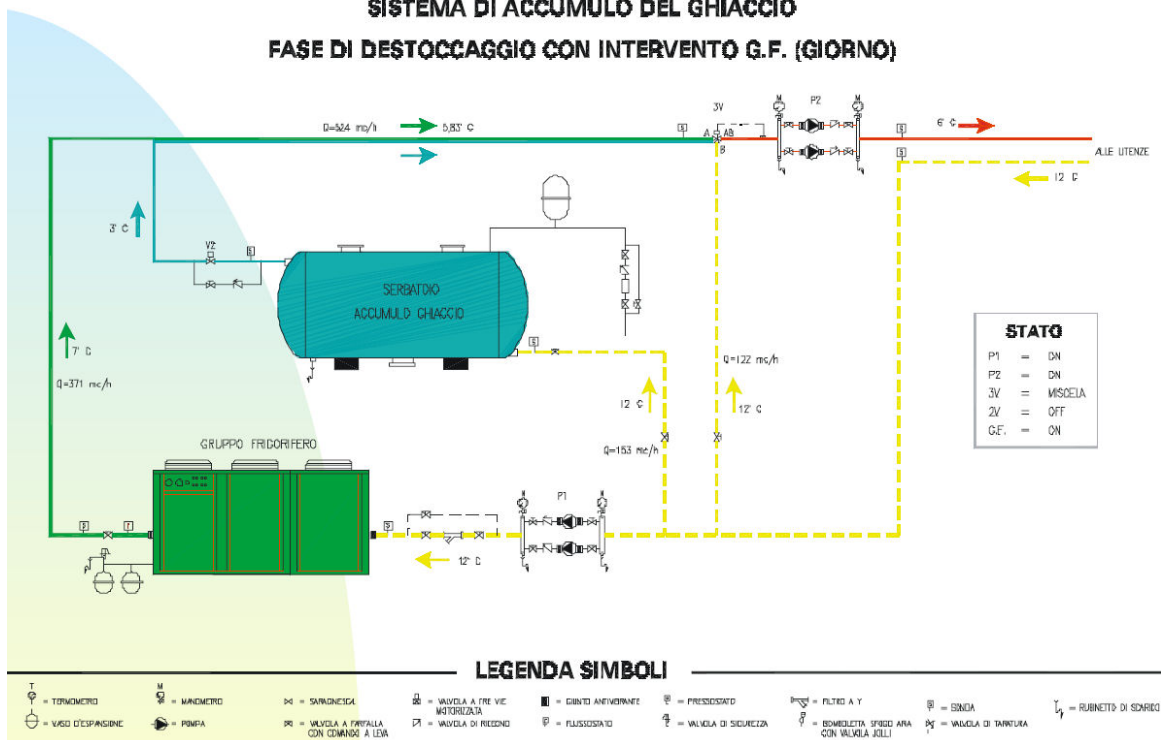 SISTEMA DI ACCUMULO DEL GHIACCIO
FASE DI DESTOCCAGGIO CON INTERVENTO G.F. (GIORNO)
3V
M
P2
M
Q=524 mc/h
5,83° C
S
A
AB
B
S
6° C
S
ALLE UTENZE
12 C
3° C
V2
S
SERBATOIO
ACCUMULO GHIACCIO
S
7° C
Q=371 mc/h
Q=122 mc/h
12 C
12° C
Q=153 mc/h
STATO
P1 = ON
P2 = ON
3V = MISCELA
2V = OFF
G.F. = ON
GRUPPO FRIGORIFERO
M
P1
M
S
F
S
12° C
LEGENDA SIMBOLI
T = TERMOMETRO
M = MANOMETRO
= SARACINESCA
= VALVOLA A TRE VIE MOTORIZZATA
= GIUNTO ANTIVIBRANTE
P = PRESSOSTATO
= FILTRO A Y
S = SONDA
= RUBINETTO DI SCARICO
= VASO D'ESPANSIONE
= POMPA
= VALVOLA A FARFALLA CON COMANDO A LEVA
= VALVOLA DI RITEGNO
F = FLUSSOSTATO
= VALVOLA DI SICUREZZA
= BOMBOLETTA SFOGO ARIA CON VALVOLA JOLLI
= VALVOLA DI TARATURA